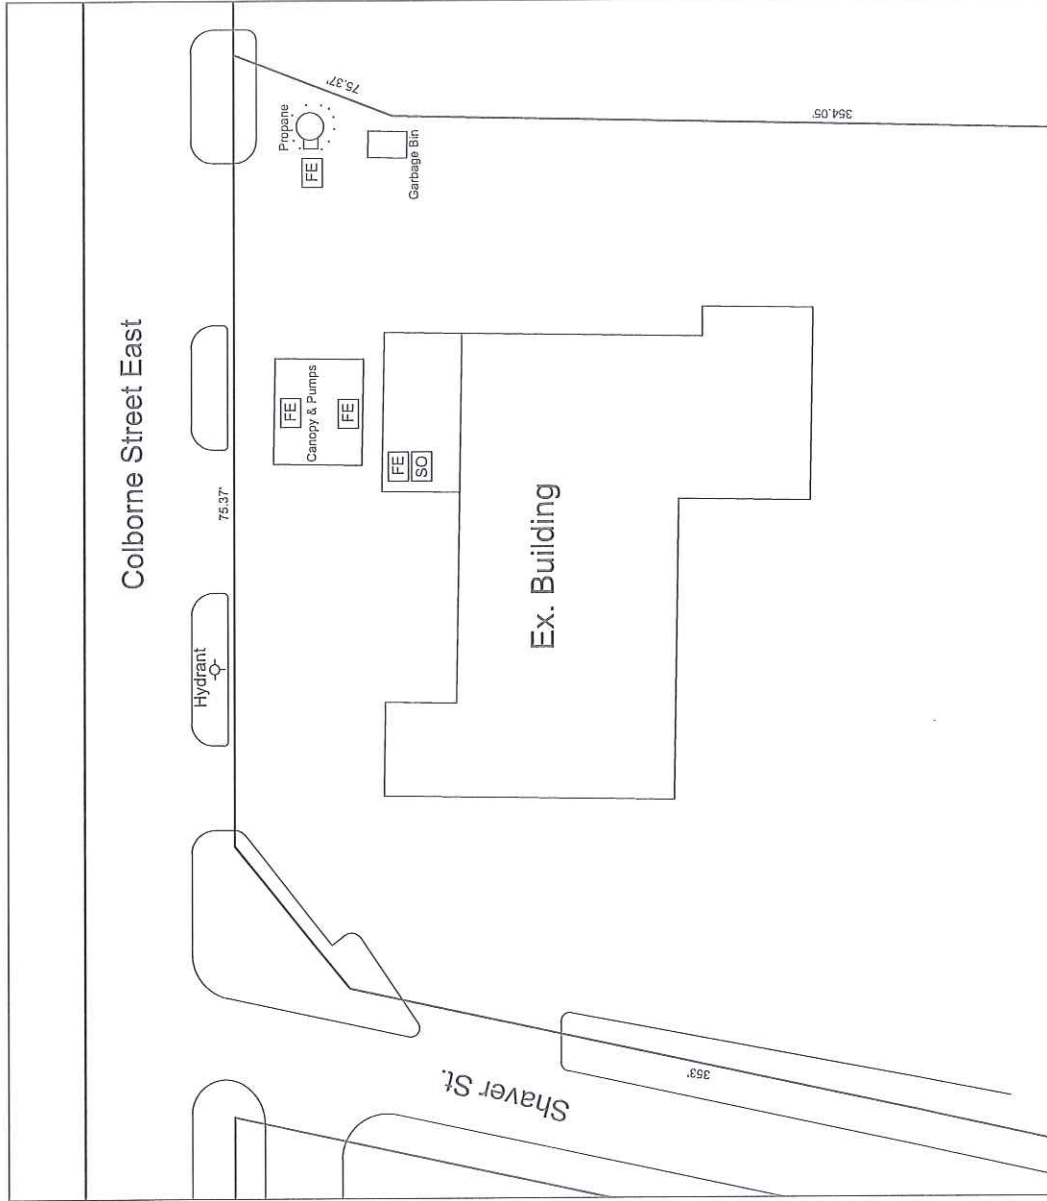 Colborne Street East
75.37'
Hydrant
75.37'
Propane
FE
Garbage Bin
354.05'
FE
Canopy & Pumps
FE
FE
SO
Ex. Building
Shaver St.
353'